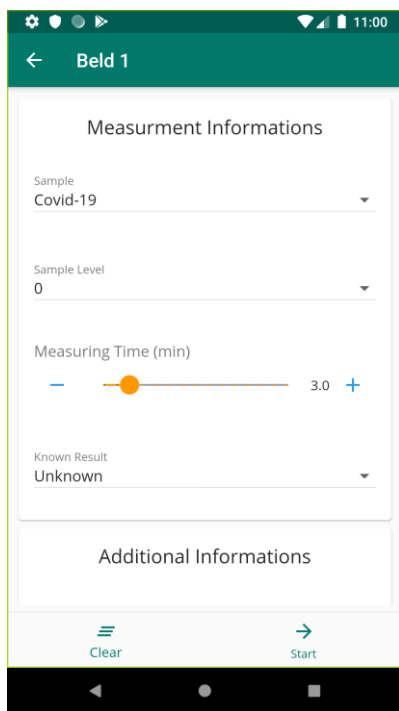 11:00
Beld 1
Measurment Informations
Sample
Covid-19
Sample Level
0
Measuring Time (min)
3.0
Known Result
Unknown
Additional Informations
Clear
Start